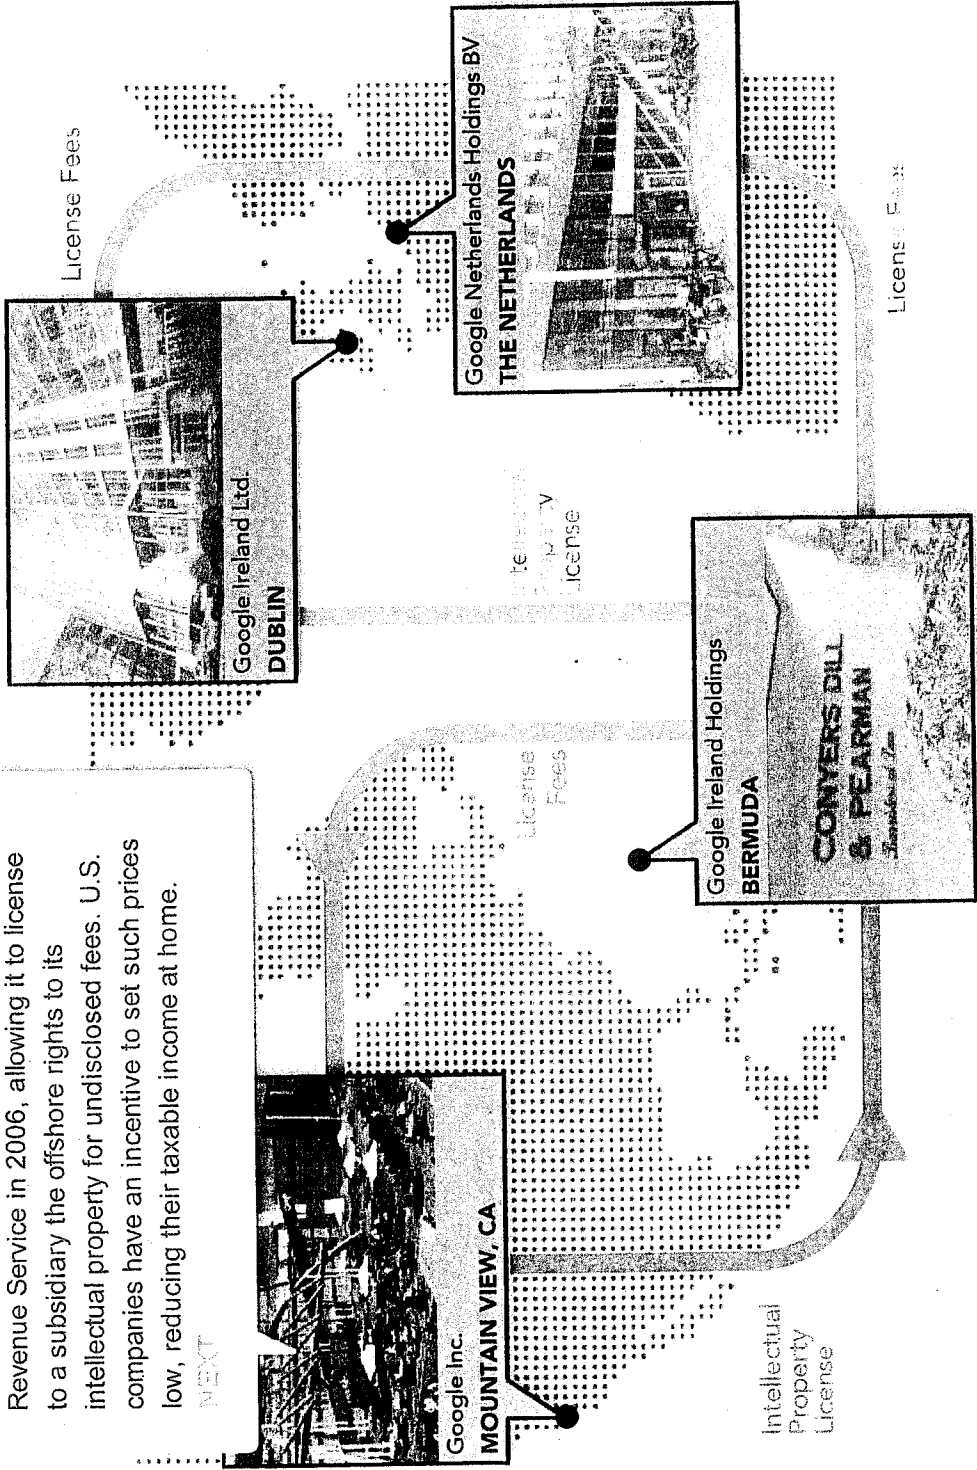 Revenue Service in 2006, allowing it to license
to a subsidiary the offshore rights to its
intellectual property for undisclosed fees. U.S.
companies have an incentive to set such prices
low, reducing their taxable income at home.
NEXT
Google Inc.
MOUNTAIN VIEW, CA
Intellectual
Property
License
License
Fees
Google Ireland Holdings
BERMUDA
CONYERS DILL
& PEARMAN
License
Google Ireland Ltd.
DUBLIN
License Fees
Google Netherlands Holdings BV
THE NETHERLANDS
License Fees